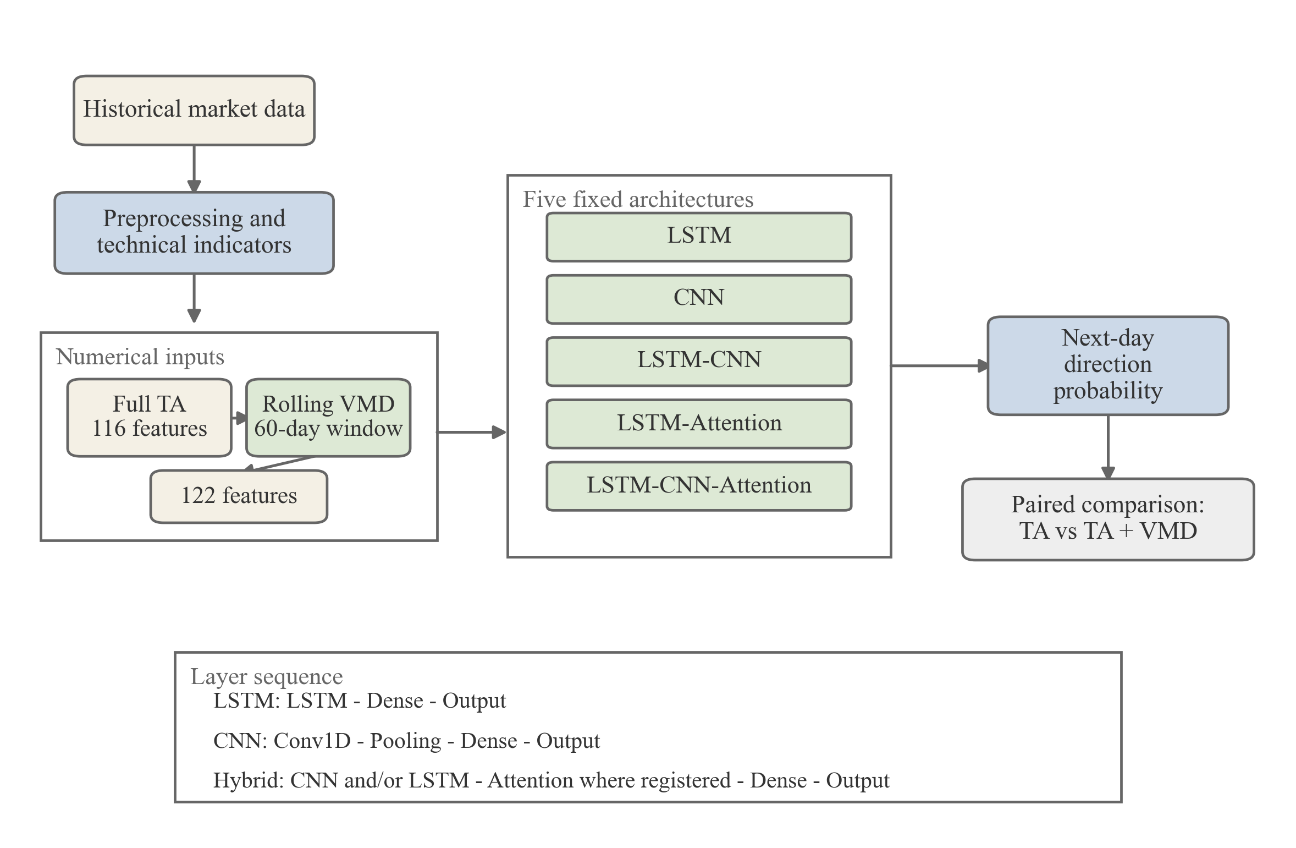 Historical market data
Preprocessing and
technical indicators
Numerical inputs
Full TA
116 features
Rolling VMD
60-day window
122 features
Five fixed architectures
LSTM
CNN
LSTM-CNN
LSTM-Attention
LSTM-CNN-Attention
Next-day
direction
probability
Paired comparison:
TA vs TA + VMD
Layer sequence
LSTM: LSTM - Dense - Output
CNN: Conv1D - Pooling - Dense - Output
Hybrid: CNN and/or LSTM - Attention where registered - Dense - Output